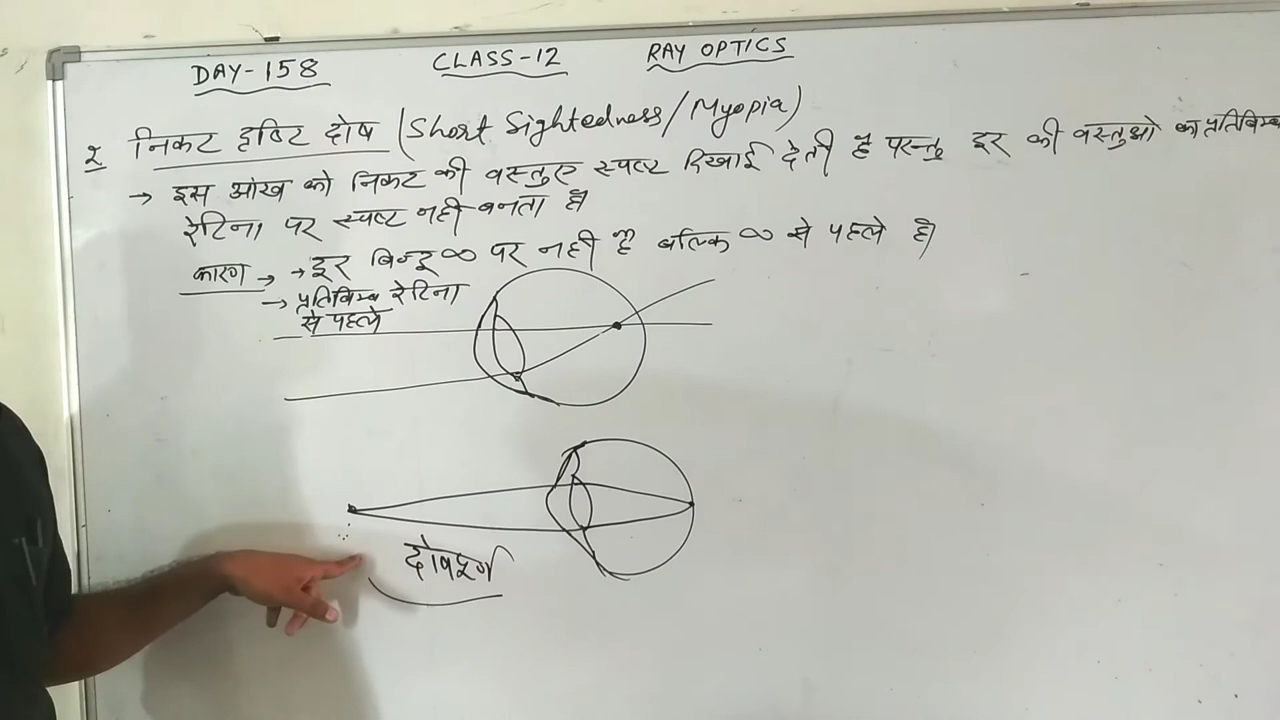 DAY-158 CLASS-12 RAY OPTICS
2 निकट दृष्टि दोष (Short Sightedness/Myopia)
→ इस आंख को निकट की वस्तुए स्पष्ट दिखाई देती है परन्तु दूर की वस्तुओ का प्रतिबिम्ब
रेटिना पर स्पष्ट नही बनता है।
कारण → → दूर बिन्दू ∞ पर नही है बल्कि ∞ से पहले है।
→ प्रतिबिम्ब रेटिना
से पहले
दोषपूर्ण